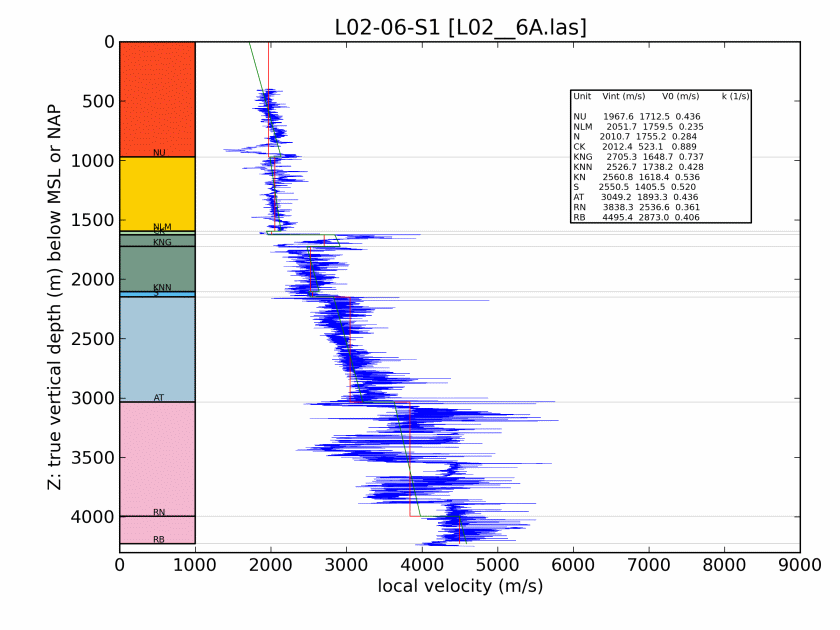 L02-06-S1 [L02__6A.las]
Z: true vertical depth (m) below MSL or NAP
0
500
1000
1500
2000
2500
3000
3500
4000
NU
NLM
KNG
KNN
S
AT
RN
RB
Unit Vint (m/s) V0 (m/s) k (1/s)
NU 1967.6 1712.5 0.436
NLM 2051.7 1759.5 0.235
N 2010.7 1755.2 0.284
CK 2012.4 523.1 0.889
KNG 2705.3 1648.7 0.737
KNN 2526.7 1738.2 0.428
KN 2560.8 1618.4 0.536
S 2550.5 1405.5 0.520
AT 3049.2 1893.3 0.436
RN 3838.3 2536.6 0.361
RB 4495.4 2873.0 0.406
0 1000 2000 3000 4000 5000 6000 7000 8000 9000
local velocity (m/s)